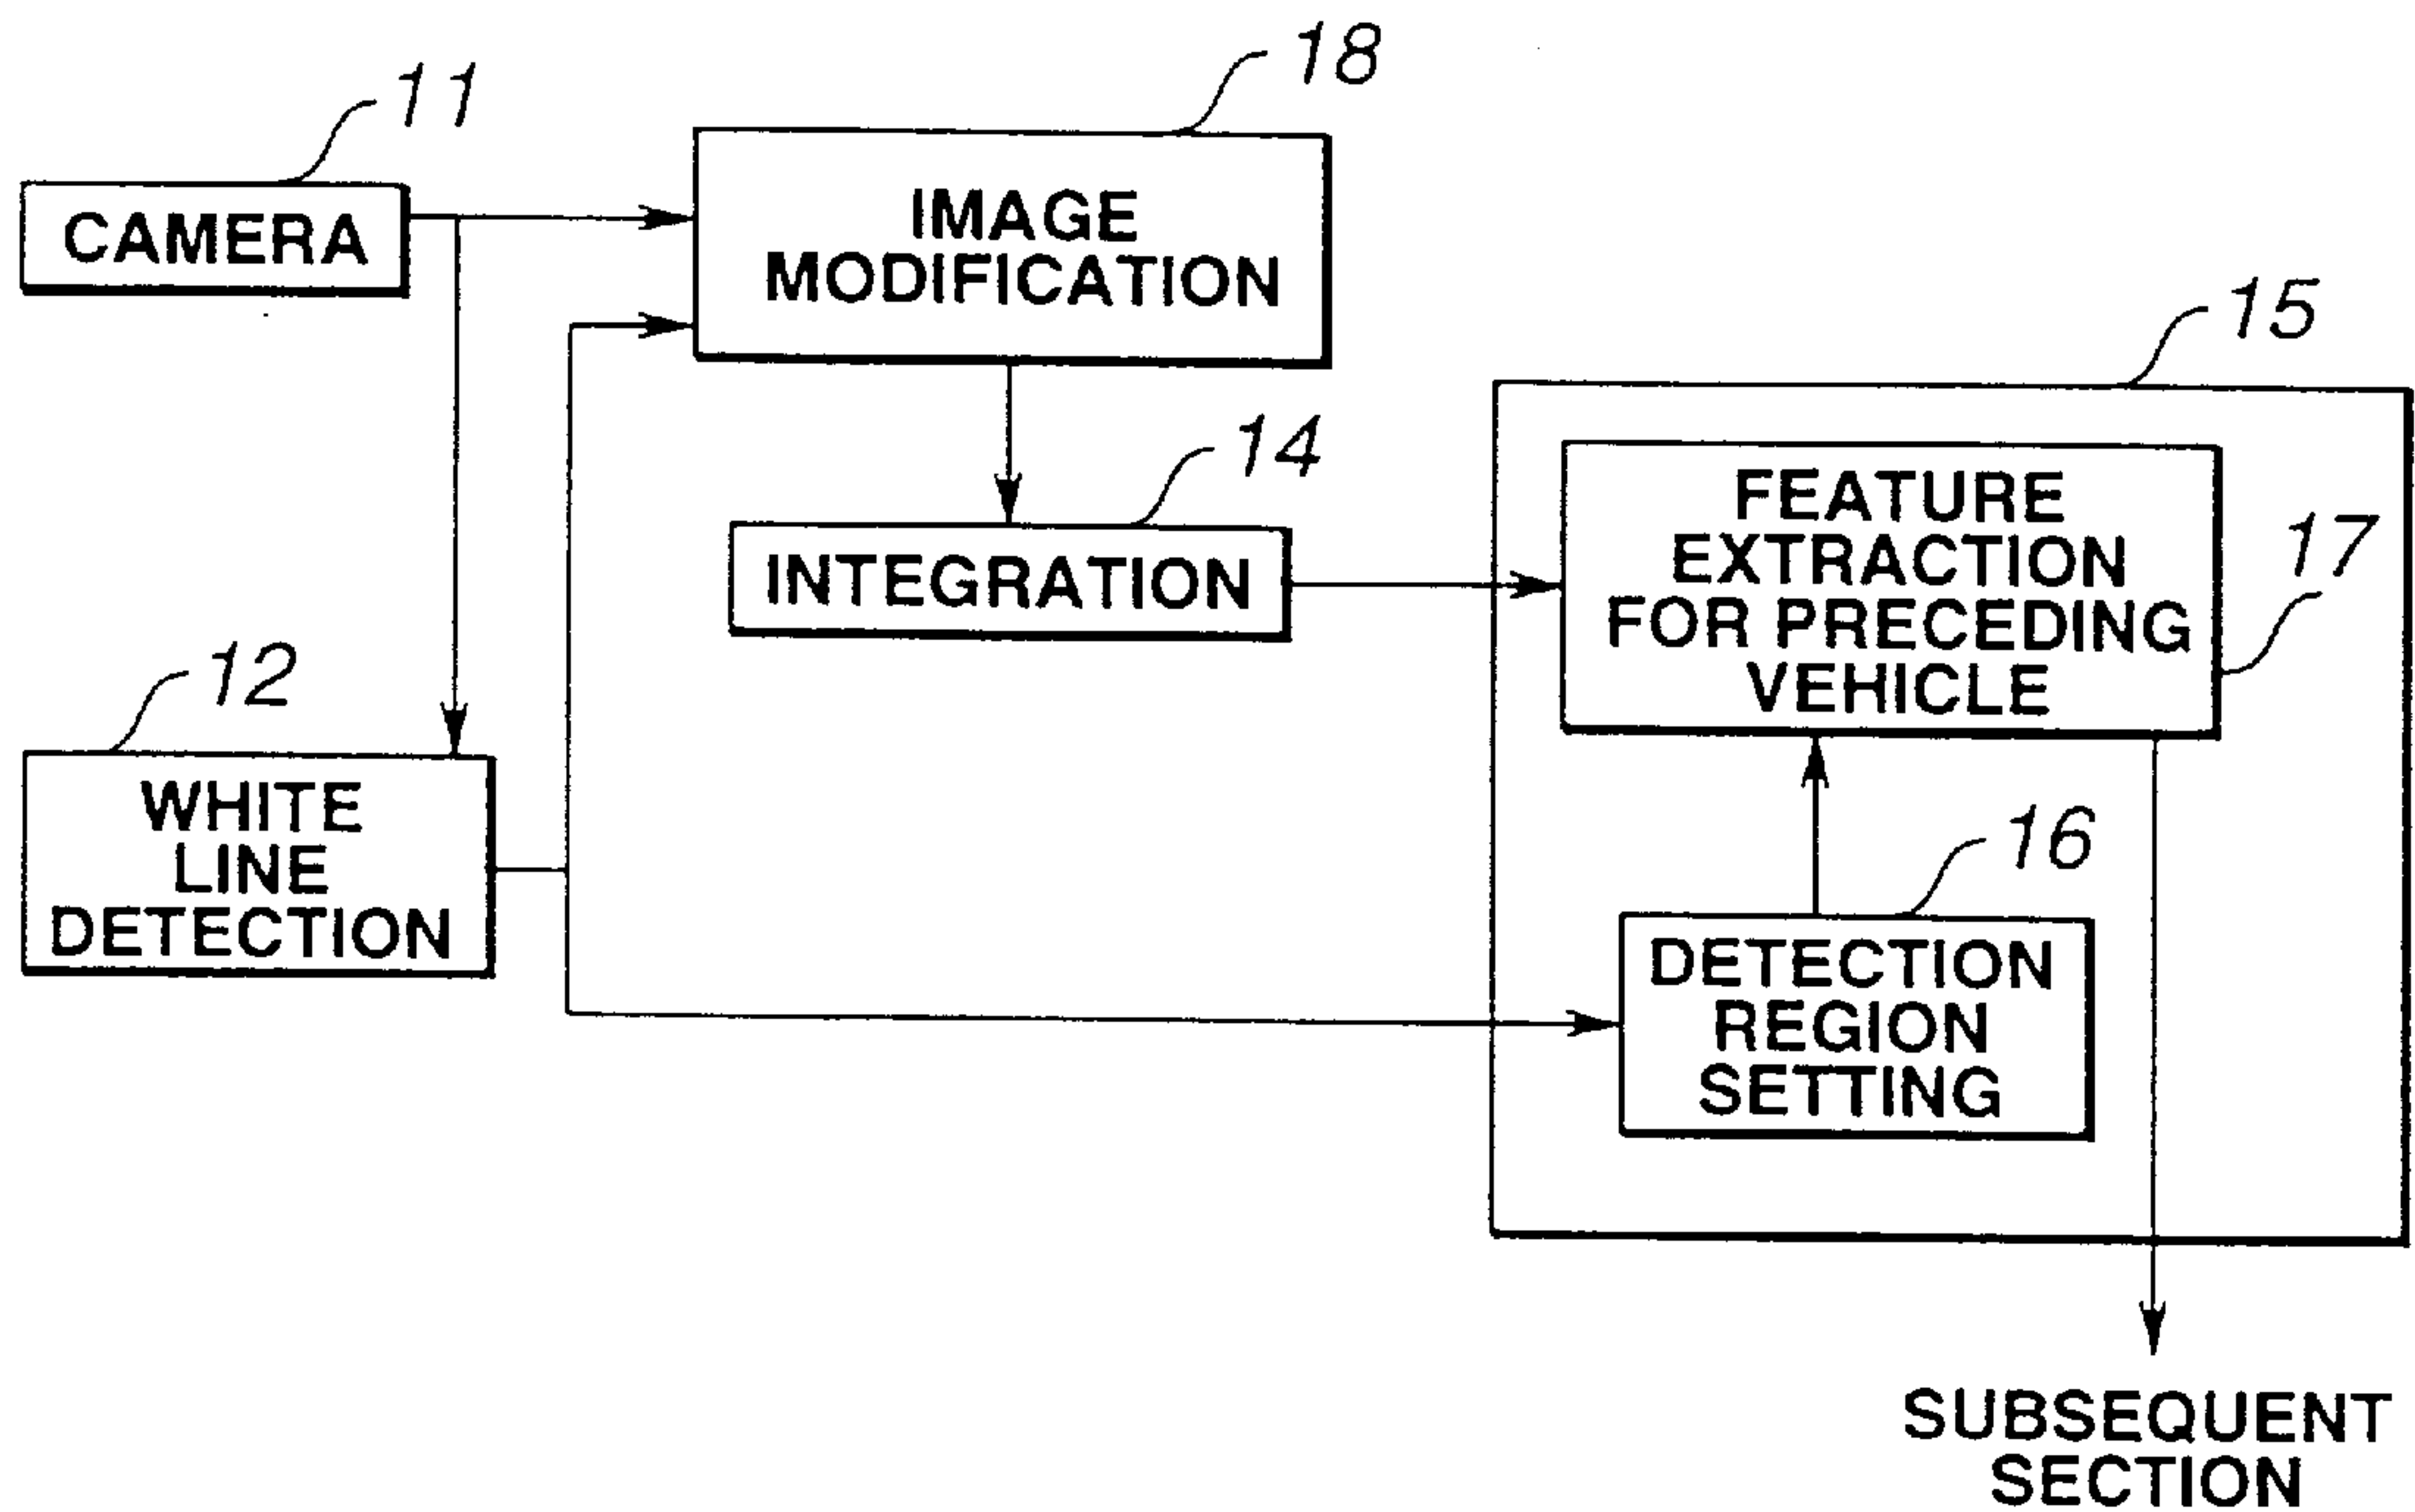 18
11
CAMERA
IMAGE
MODIFICATION
15
14
FEATURE
EXTRACTION
FOR PRECEDING
VEHICLE
17
INTEGRATION
12
WHITE
LINE
DETECTION
16
DETECTION
REGION
SETTING
SUBSEQUENT
SECTION